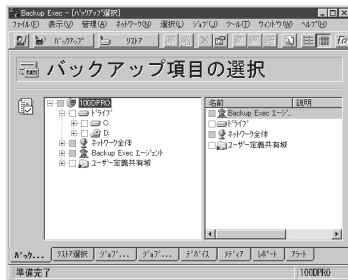 Backup Exec - [バックアップ選択]
ファイル(F) 表示(V) 管理(A) ネットワーク(N) 選択(L) ジョブ(J) ツール(T) ウィンドウ(W) ヘルプ(H)
バックアップ リストア
バックアップ項目の選択
100DPRO
ドライブ
C:
D:
ネットワーク全体
Backup Exec エージェント
ユーザー定義共有域
名前 説明
Backup Exec エージ...
ドライブ
ネットワーク全体
ユーザー定義共有域
バック... リストア選択 ジョブ... ジョブ... デバイス メディア レポート アラート
準備完了 100DPRO